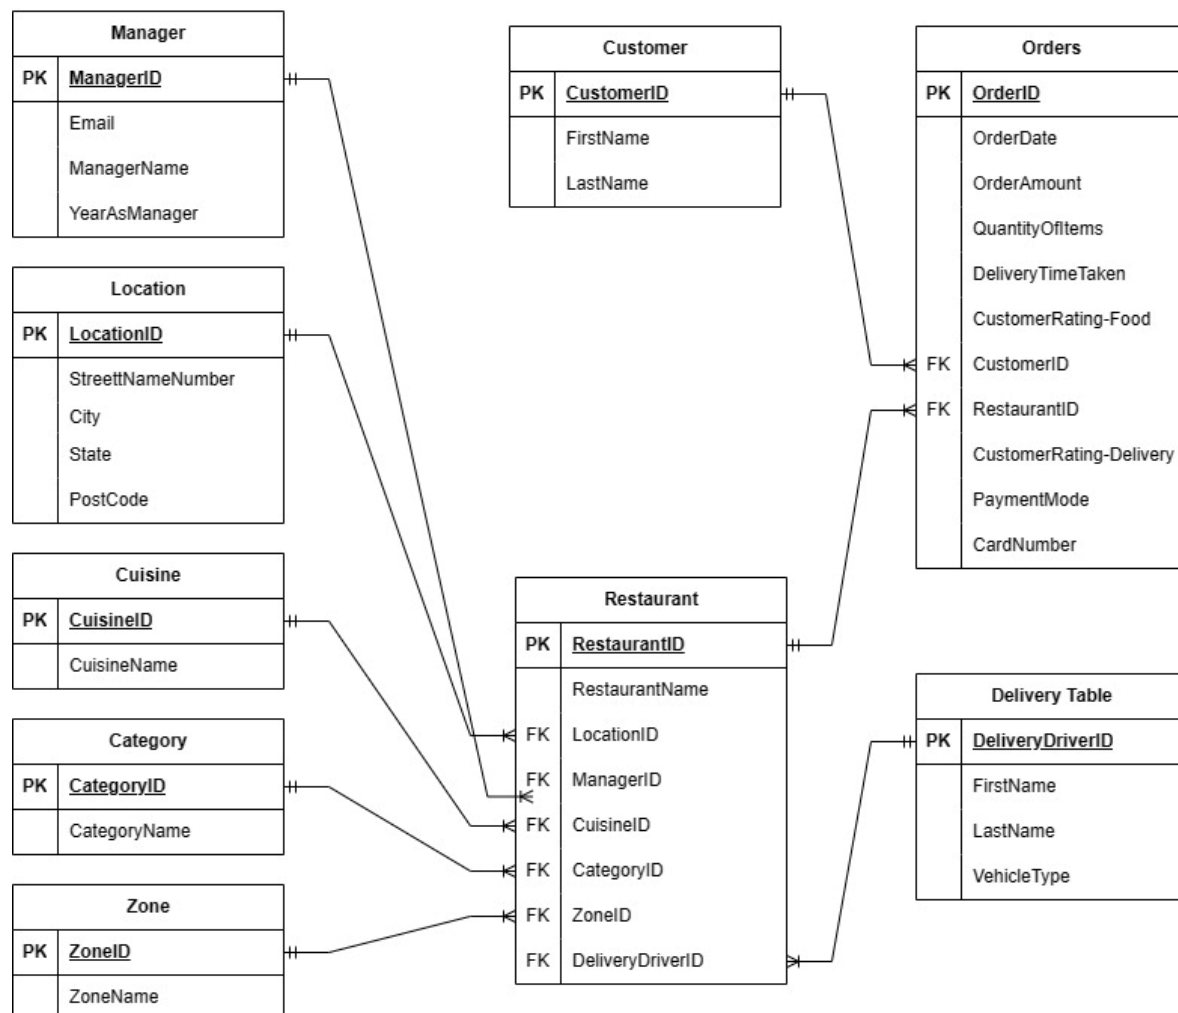 Manager
PK ManagerID
Email
ManagerName
YearAsManager
Location
PK LocationID
StreettNameNumber
City
State
PostCode
Cuisine
PK CuisineID
CuisineName
Category
PK CategoryID
CategoryName
Zone
PK ZoneID
ZoneName
Customer
PK CustomerID
FirstName
LastName
Restaurant
PK RestaurantID
RestaurantName
FK LocationID
FK ManagerID
FK CuisineID
FK CategoryID
FK ZoneID
FK DeliveryDriverID
Orders
PK OrderID
OrderDate
OrderAmount
QuantityOfItems
DeliveryTimeTaken
CustomerRating-Food
FK CustomerID
FK RestaurantID
CustomerRating-Delivery
PaymentMode
CardNumber
Delivery Table
PK DeliveryDriverID
FirstName
LastName
VehicleType